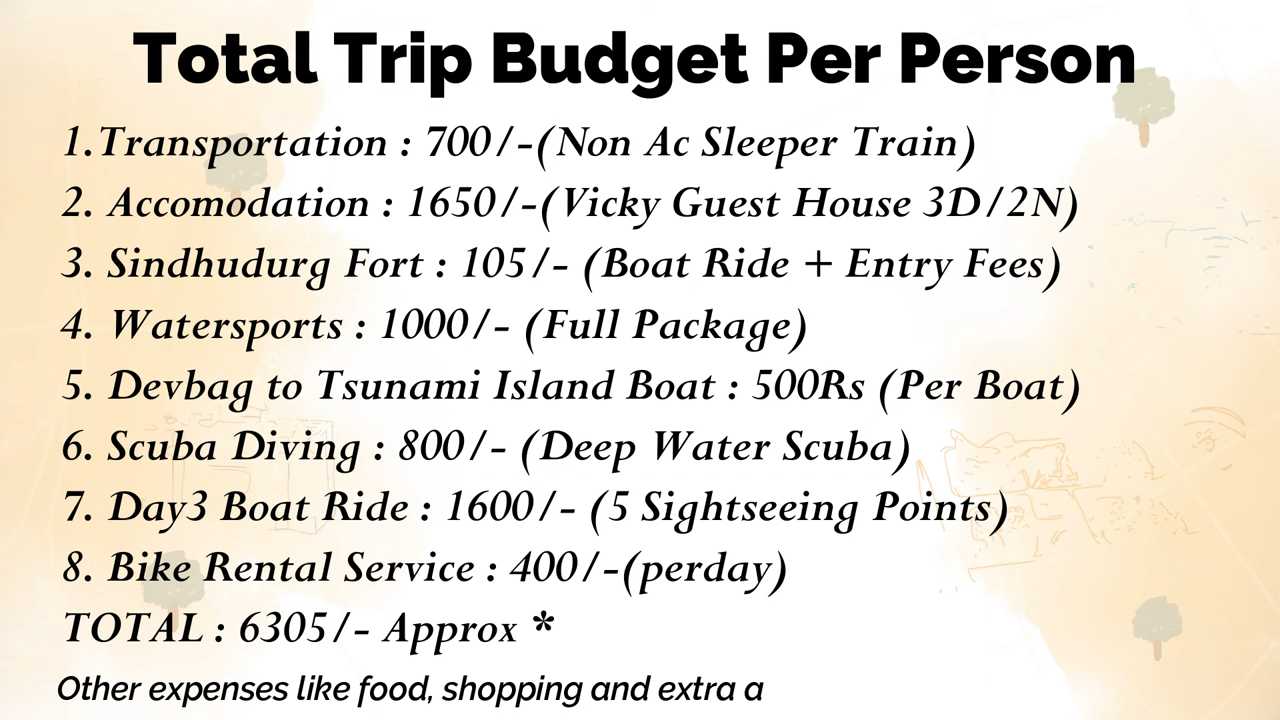 Total Trip Budget Per Person
1.Transportation : 700/-(Non Ac Sleeper Train)
2. Accomodation : 1650/-(Vicky Guest House 3D/2N)
3. Sindhudurg Fort : 105/- (Boat Ride + Entry Fees)
4. Watersports : 1000/- (Full Package)
5. Devbag to Tsunami Island Boat : 500Rs (Per Boat)
6. Scuba Diving : 800/- (Deep Water Scuba)
7. Day3 Boat Ride : 1600/- (5 Sightseeing Points)
8. Bike Rental Service : 400/-(perday)
TOTAL : 6305/- Approx *
Other expenses like food, shopping and extra a